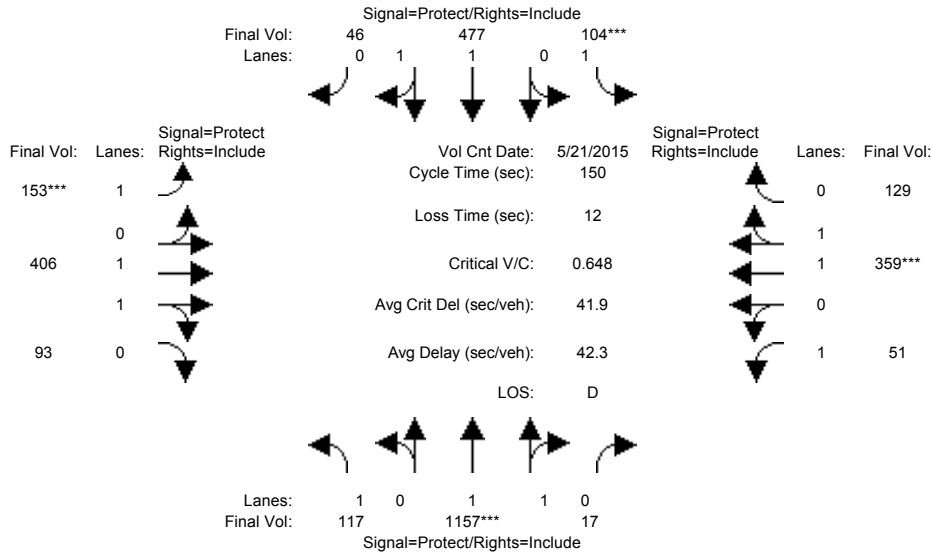 Signal=Protect/Rights=Include
Final Vol: 46 477 104***
Lanes: 0 1 1 0 1
Signal=Protect Signal=Protect
Final Vol: Lanes: Rights=Include Vol Cnt Date: 5/21/2015 Rights=Include Lanes: Final Vol:
Cycle Time (sec): 150
153*** 1 0 129
Loss Time (sec): 12
0 1
406 1 Critical V/C: 0.648 1 359***
1 Avg Crit Del (sec/veh): 41.9 0
93 0 Avg Delay (sec/veh): 42.3 1 51
LOS: D
Lanes: 1 0 1 1 0
Final Vol: 117 1157*** 17
Signal=Protect/Rights=Include